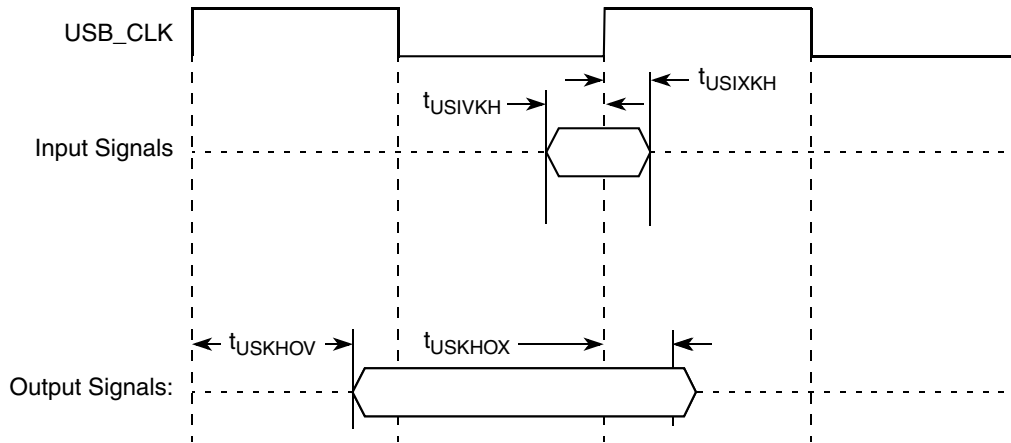 USB_CLK
tUSIXKH
tUSIVKH
Input Signals
tUSKHOV
tUSKHOX
Output Signals: